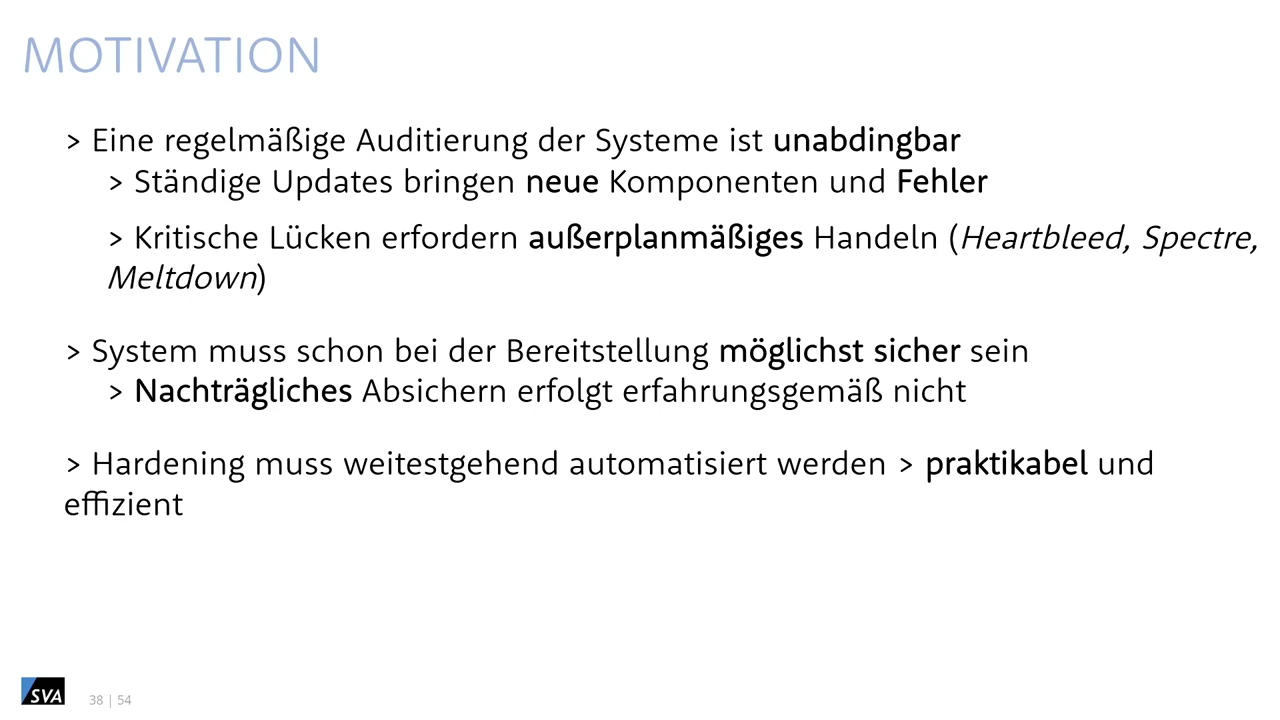 MOTIVATION
> Eine regelmäßige Auditierung der Systeme ist unabdingbar
> Ständige Updates bringen neue Komponenten und Fehler
> Kritische Lücken erfordern außerplanmäßiges Handeln (Heartbleed, Spectre,
Meltdown)
> System muss schon bei der Bereitstellung möglichst sicher sein
> Nachträgliches Absichern erfolgt erfahrungsgemäß nicht
> Hardening muss weitestgehend automatisiert werden > praktikabel und
effizient
SVA
38 | 54